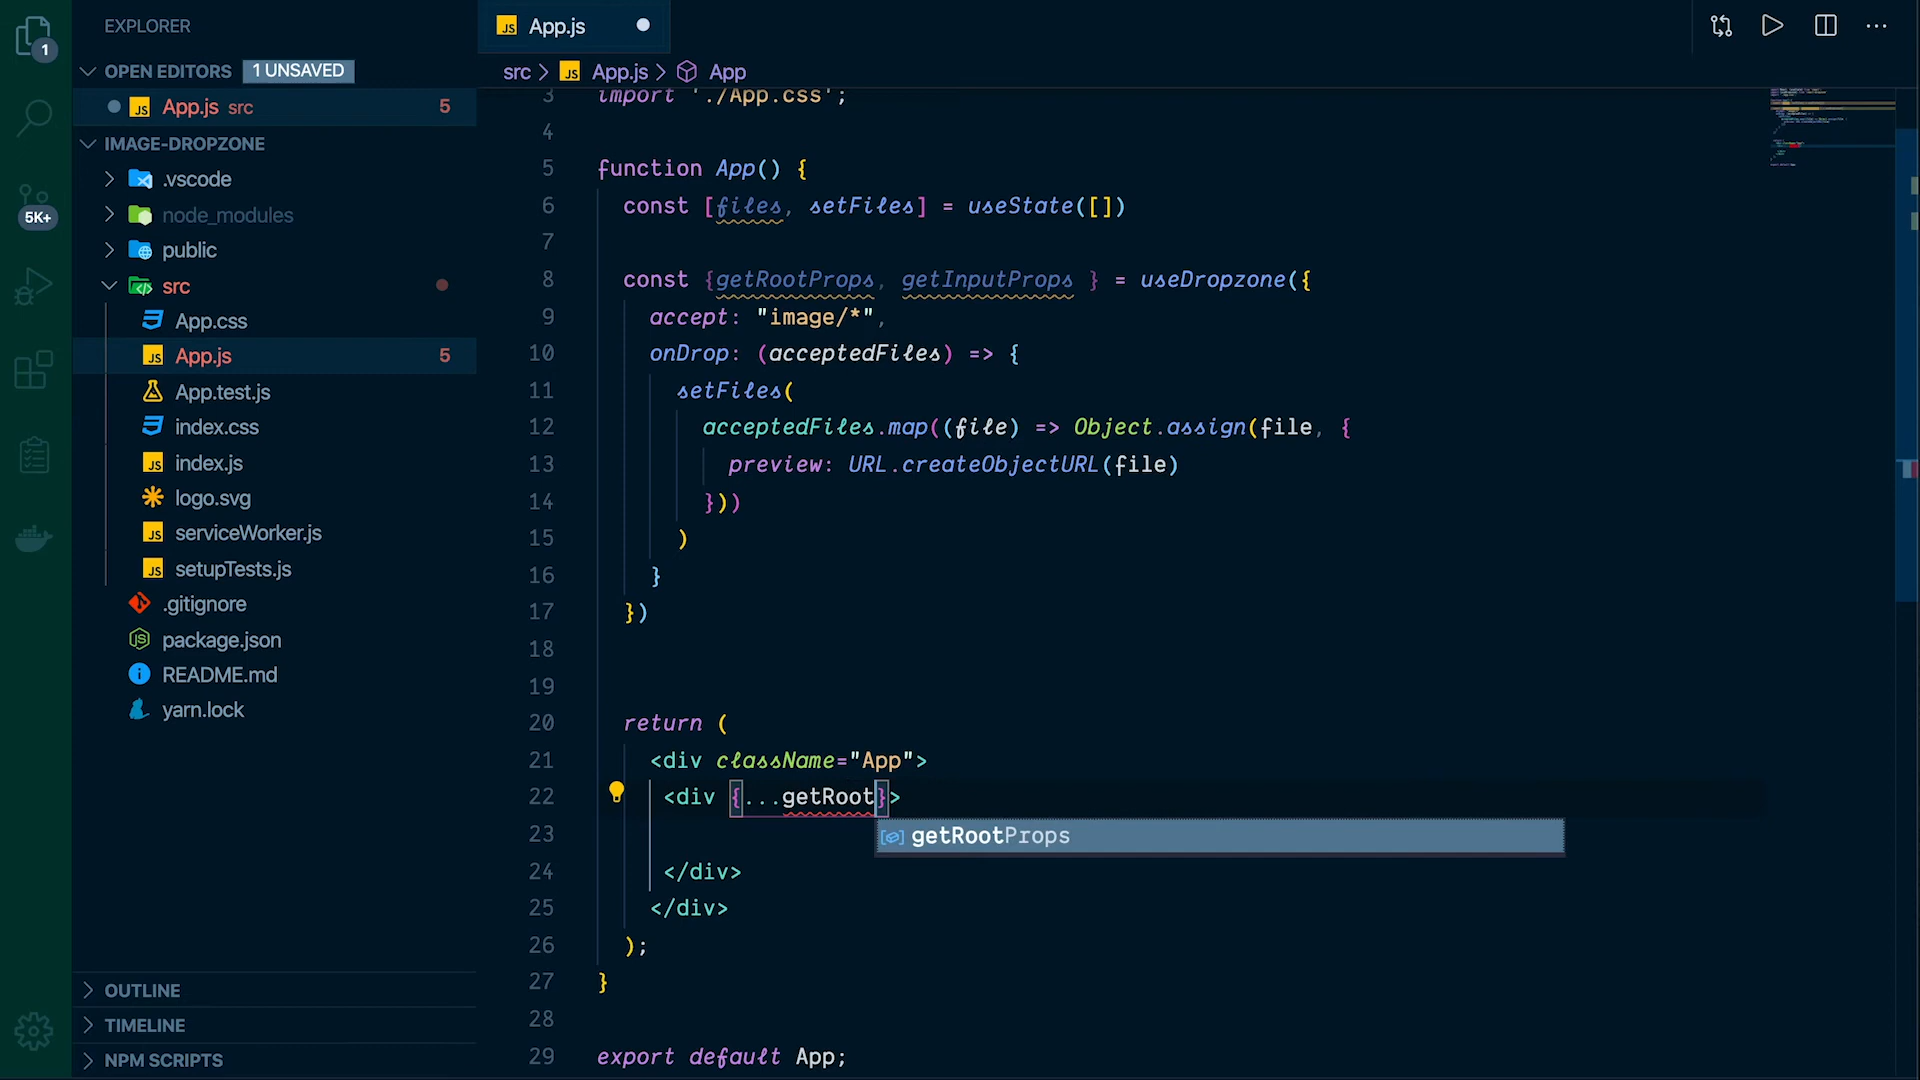 EXPLORER
1
OPEN EDITORS 1 UNSAVED
App.js src 5
IMAGE-DROPZONE
.vscode
5K+
node_modules
public
src
App.css
App.js 5
App.test.js
index.css
index.js
logo.svg
serviceWorker.js
setupTests.js
.gitignore
package.json
README.md
yarn.lock
OUTLINE
TIMELINE
NPM SCRIPTS
JS App.js
src > JS App.js > App
3 import './App.css';
4
5 function App() {
6 const [files, setFiles] = useState([])
7
8 const {getRootProps, getInputProps } = useDropzone({
9 accept: "image/*",
10 onDrop: (acceptedFiles) => {
11 setFiles(
12 acceptedFiles.map((file) => Object.assign(file, {
13 preview: URL.createObjectURL(file)
14 }))
15 )
16 }
17 })
18
19
20 return (
21 <div className="App">
22 <div {...getRoot}>
23 getRootProps
24 </div>
25 </div>
26 );
27 }
28
29 export default App;